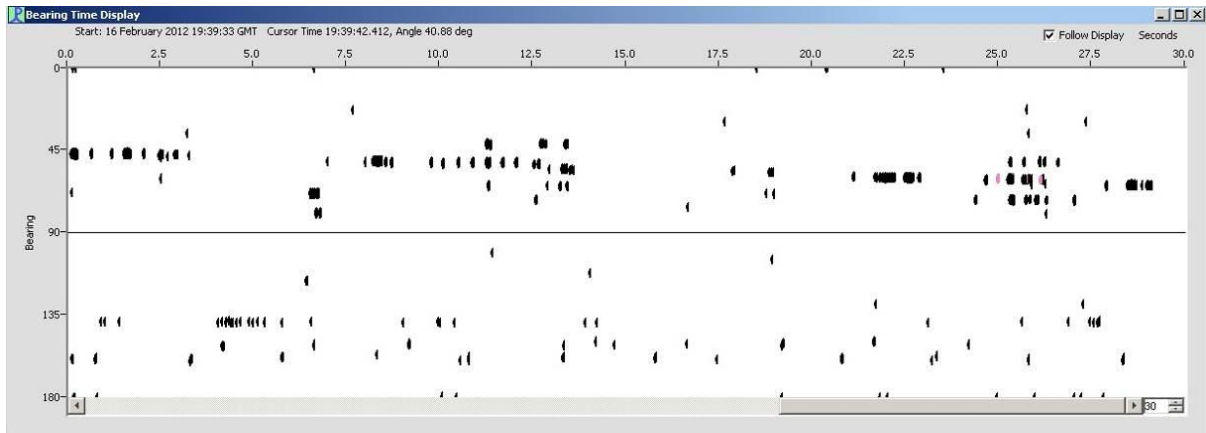 Bearing Time Display
Start: 16 February 2012 19:39:33 GMT Cursor Time 19:39:42.412, Angle 40.88 deg
Follow Display Seconds
0.0 2.5 5.0 7.5 10.0 12.5 15.0 17.5 20.0 22.5 25.0 27.5 30.0
0
45
Bearing
90
135
180
30